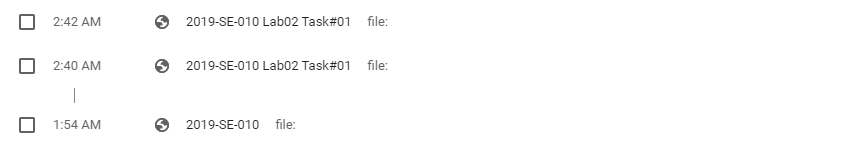 2:42 AM 2019-SE-010 Lab02 Task#01 file:
2:40 AM 2019-SE-010 Lab02 Task#01 file:
1:54 AM 2019-SE-010 file: